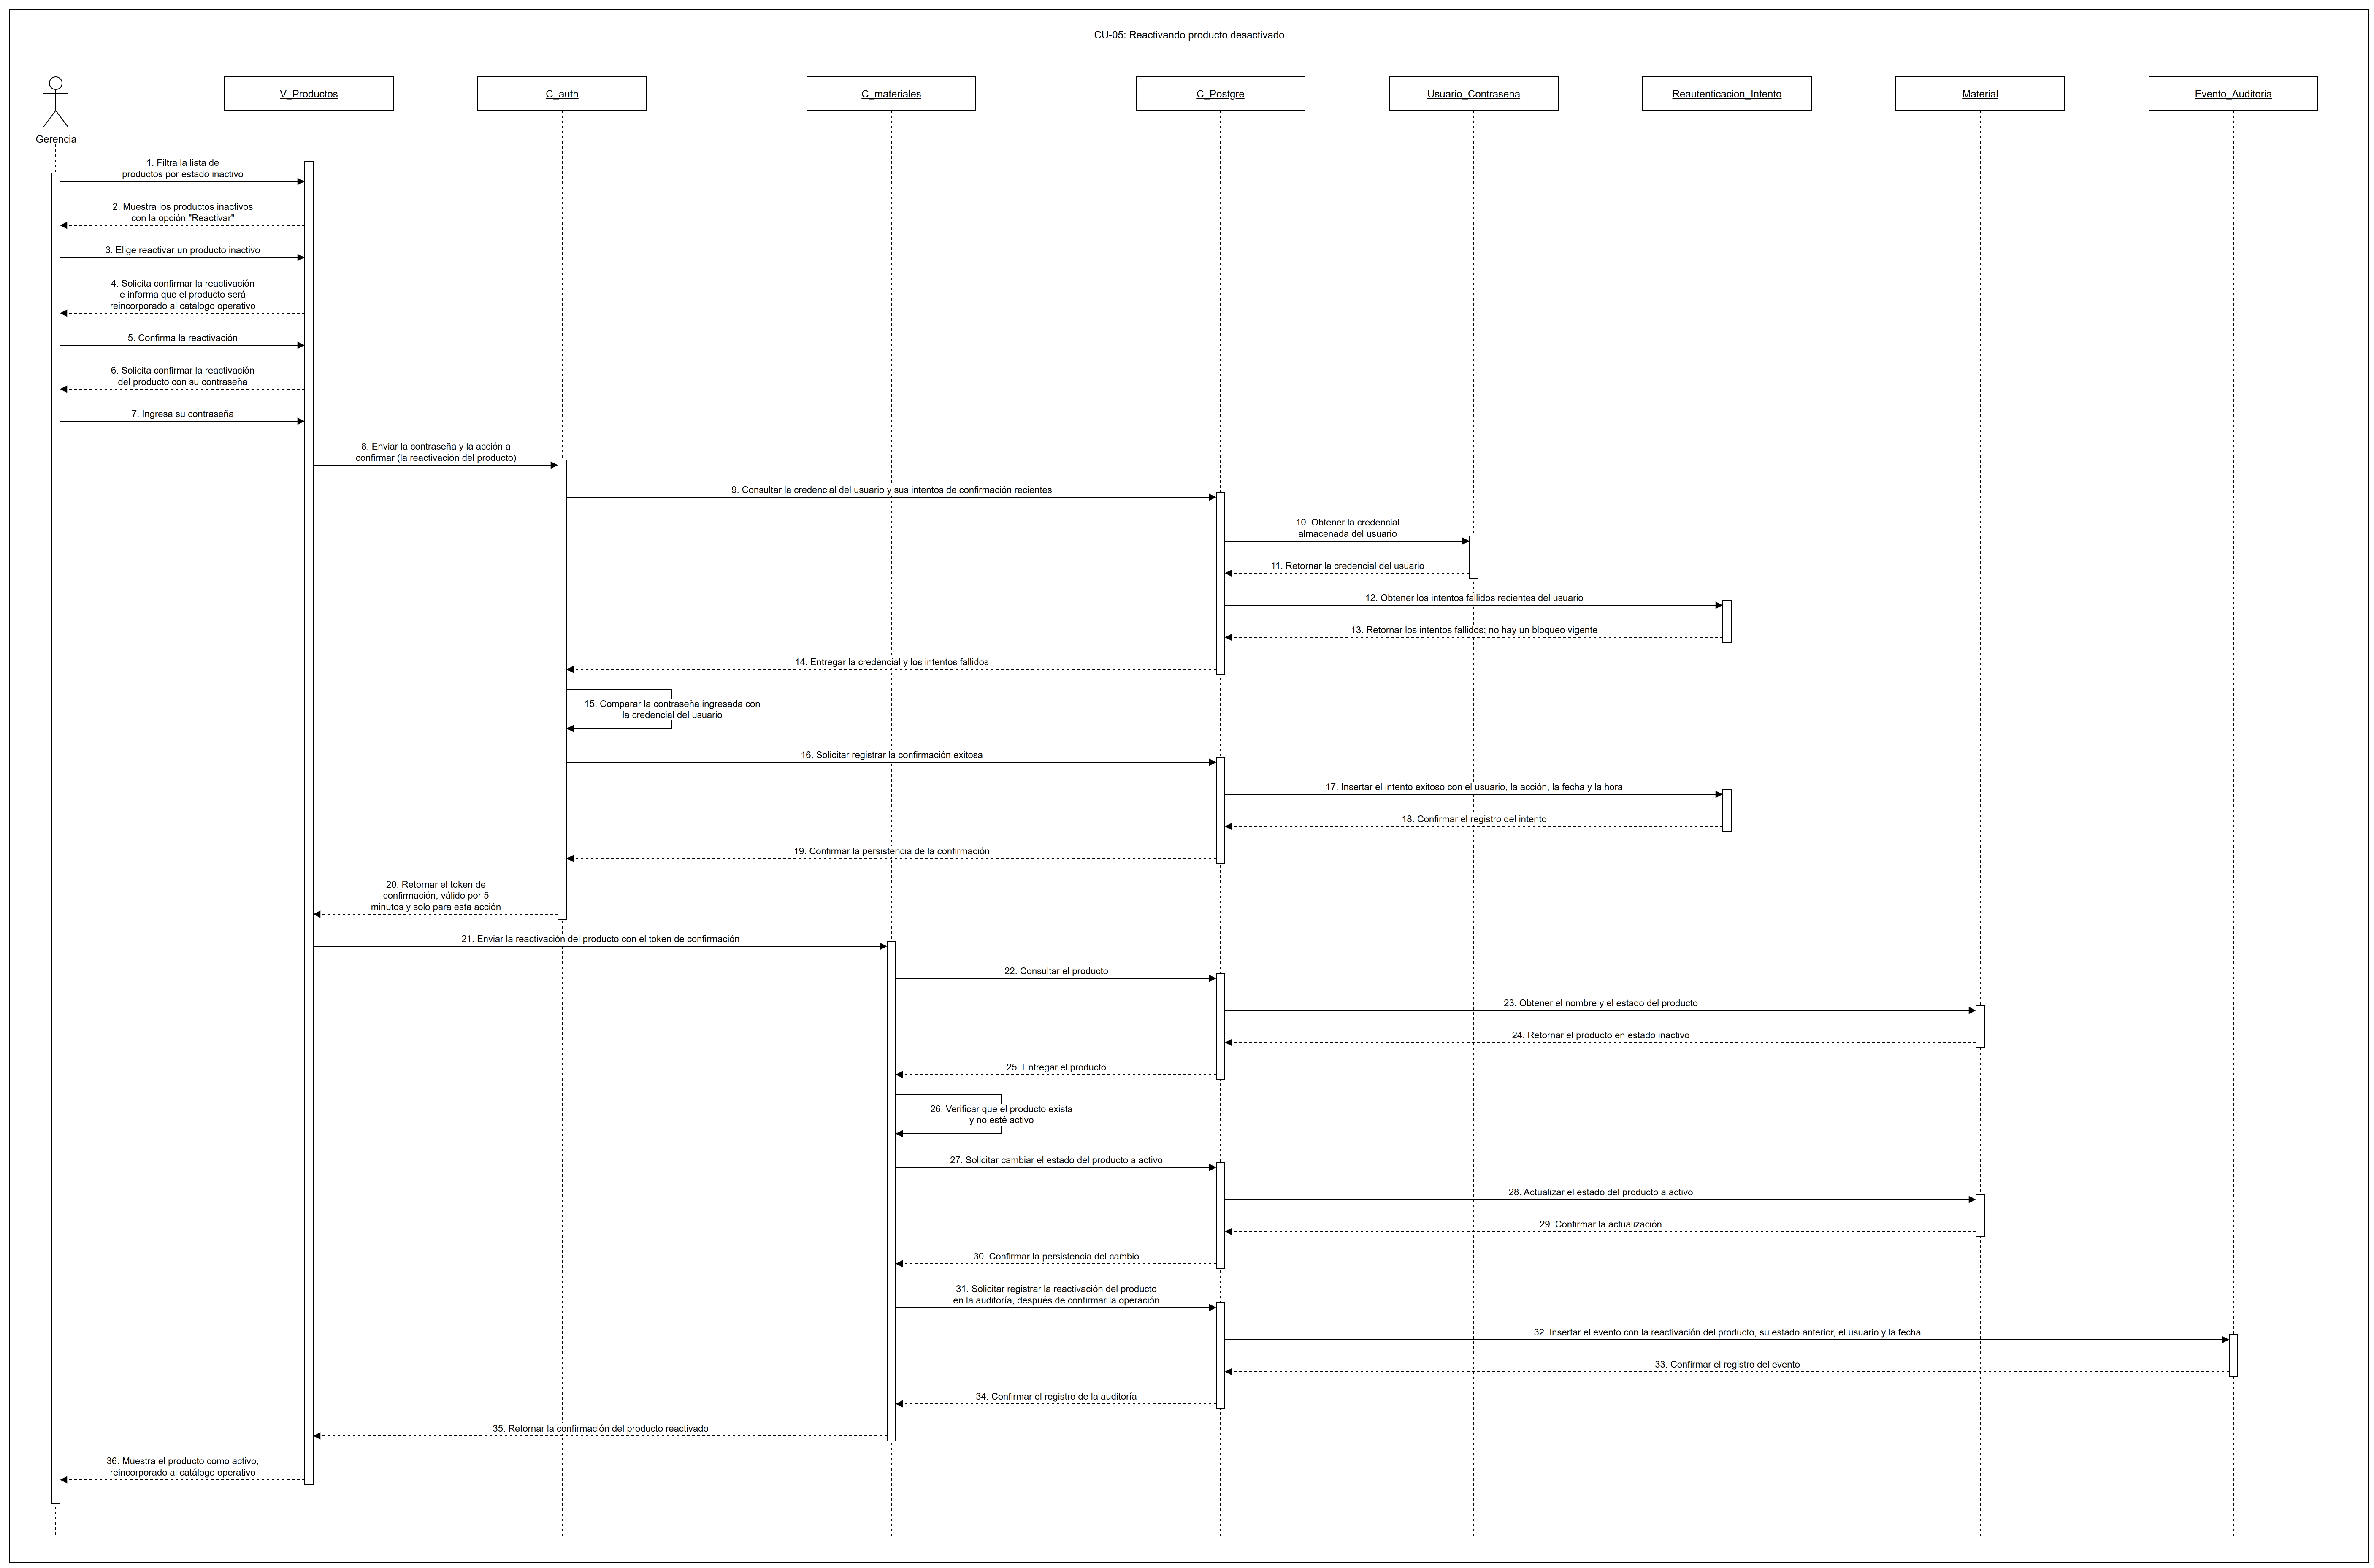 CU-05: Reactivando producto desactivado
Gerencia
V_Productos
C_auth
C_materiales
C_Postgre
Usuario_Contrasena
Reautenticacion_Intento
Material
Evento_Auditoria
1. Filtra la lista de
productos por estado inactivo
2. Muestra los productos inactivos
con la opción "Reactivar"
3. Elige reactivar un producto inactivo
4. Solicita confirmar la reactivación
e informa que el producto será
reincorporado al catálogo operativo
5. Confirma la reactivación
6. Solicita confirmar la reactivación
del producto con su contraseña
7. Ingresa su contraseña
8. Enviar la contraseña y la acción a
confirmar (la reactivación del producto)
9. Consultar la credencial del usuario y sus intentos de confirmación recientes
10. Obtener la credencial
almacenada del usuario
11. Retornar la credencial del usuario
12. Obtener los intentos fallidos recientes del usuario
13. Retornar los intentos fallidos; no hay un bloqueo vigente
14. Entregar la credencial y los intentos fallidos
15. Comparar la contraseña ingresada con
la credencial del usuario
16. Solicitar registrar la confirmación exitosa
17. Insertar el intento exitoso con el usuario, la acción, la fecha y la hora
18. Confirmar el registro del intento
19. Confirmar la persistencia de la confirmación
20. Retornar el token de
confirmación, válido por 5
minutos y solo para esta acción
21. Enviar la reactivación del producto con el token de confirmación
22. Consultar el producto
23. Obtener el nombre y el estado del producto
24. Retornar el producto en estado inactivo
25. Entregar el producto
26. Verificar que el producto exista
y no esté activo
27. Solicitar cambiar el estado del producto a activo
28. Actualizar el estado del producto a activo
29. Confirmar la actualización
30. Confirmar la persistencia del cambio
31. Solicitar registrar la reactivación del producto
en la auditoría, después de confirmar la operación
32. Insertar el evento con la reactivación del producto, su estado anterior, el usuario y la fecha
33. Confirmar el registro del evento
34. Confirmar el registro de la auditoría
35. Retornar la confirmación del producto reactivado
36. Muestra el producto como activo,
reincorporado al catálogo operativo